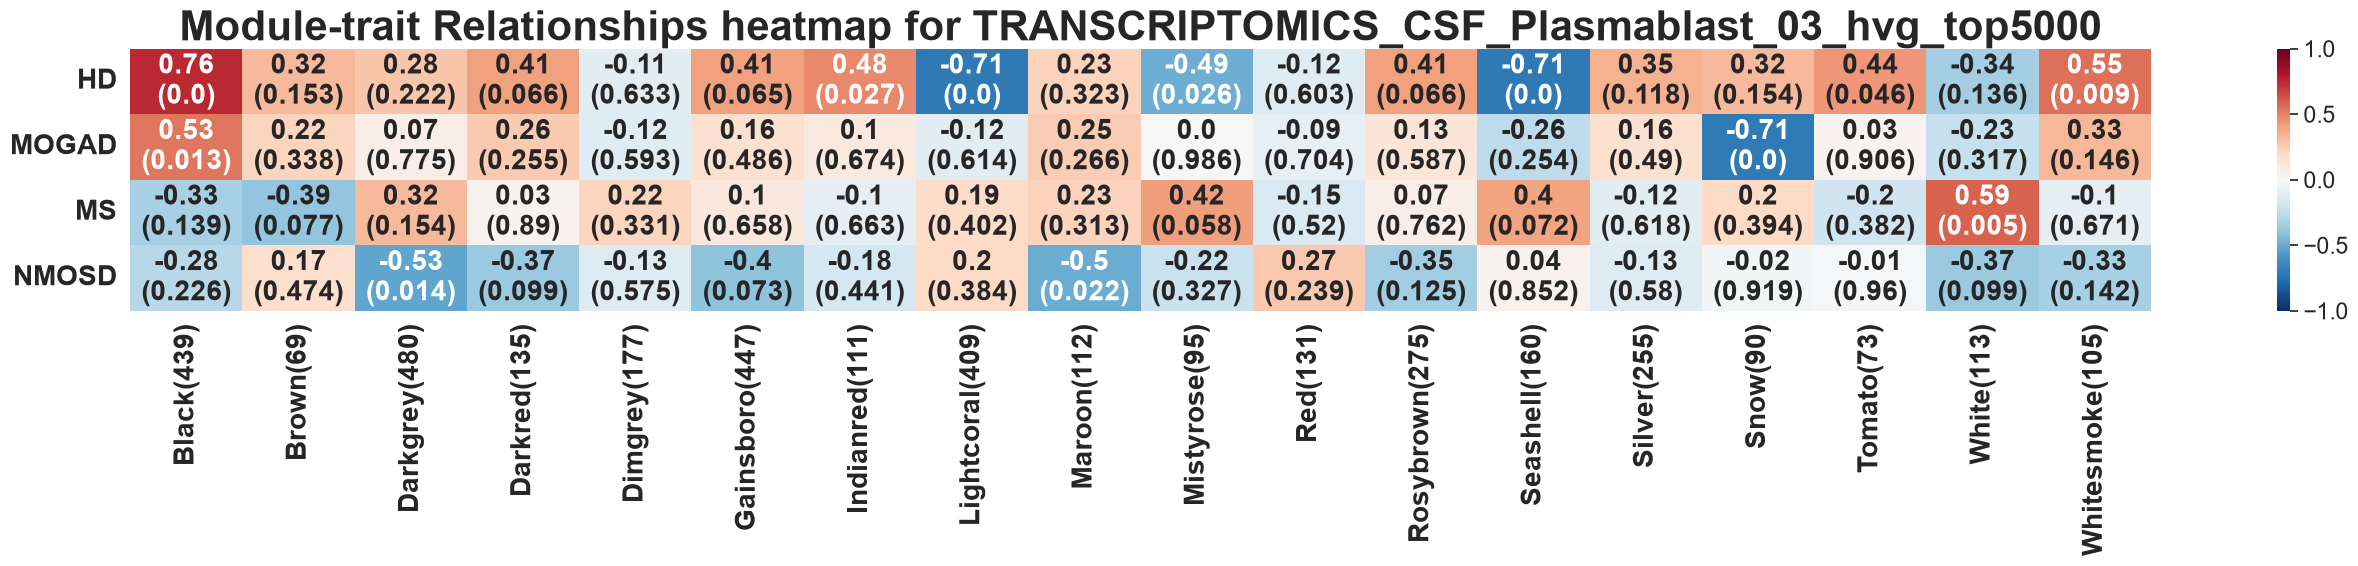 Module-trait Relationships heatmap for TRANSCRIPTOMICS_CSF_Plasmablast_03_hvg_top5000
HD 0.76 0.32 0.28 0.41 -0.11 0.41 0.48 -0.71 0.23 -0.49 -0.12 0.41 -0.71 0.35 0.32 0.44 -0.34 0.55
(0.0) (0.153) (0.222) (0.066) (0.633) (0.065) (0.027) (0.0) (0.323) (0.026) (0.603) (0.066) (0.0) (0.118) (0.154) (0.046) (0.136) (0.009)
MOGAD 0.53 0.22 0.07 0.26 -0.12 0.16 0.1 -0.12 0.25 0.0 -0.09 0.13 -0.26 0.16 -0.71 0.03 -0.23 0.33
(0.013) (0.338) (0.775) (0.255) (0.593) (0.486) (0.674) (0.614) (0.266) (0.986) (0.704) (0.587) (0.254) (0.49) (0.0) (0.906) (0.317) (0.146)
MS -0.33 -0.39 0.32 0.03 0.22 0.1 -0.1 0.19 0.23 0.42 -0.15 0.07 0.4 -0.12 0.2 -0.2 0.59 -0.1
(0.139) (0.077) (0.154) (0.89) (0.331) (0.658) (0.663) (0.402) (0.313) (0.058) (0.52) (0.762) (0.072) (0.618) (0.394) (0.382) (0.005) (0.671)
NMOSD -0.28 0.17 -0.53 -0.37 -0.13 -0.4 -0.18 0.2 -0.5 -0.22 0.27 -0.35 0.04 -0.13 -0.02 -0.01 -0.37 -0.33
(0.226) (0.474) (0.014) (0.099) (0.575) (0.073) (0.441) (0.384) (0.022) (0.327) (0.239) (0.125) (0.852) (0.58) (0.919) (0.96) (0.099) (0.142)
Black(439)
Brown(69)
Darkgrey(480)
Darkred(135)
Dimgrey(177)
Gainsboro(447)
Indianred(111)
Lightcoral(409)
Maroon(112)
Mistyrose(95)
Red(131)
Rosybrown(275)
Seashell(160)
Silver(255)
Snow(90)
Tomato(73)
White(113)
Whitesmoke(105)
1.0
0.5
0.0
−0.5
−1.0